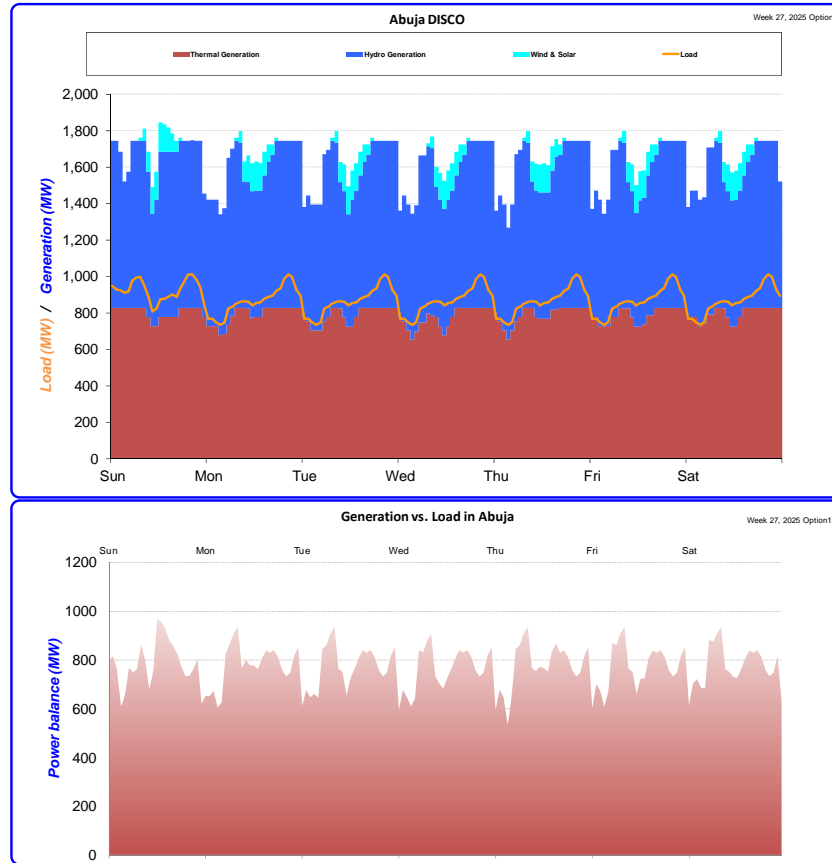 Abuja DISCO
Week 27, 2025 Option
Thermal Generation Hydro Generation Wind & Solar Load
Load (MW) / Generation (MW)
2,000
1,800
1,600
1,400
1,200
1,000
800
600
400
200
0
Sun Mon Tue Wed Thu Fri Sat
Generation vs. Load in Abuja
Week 27, 2025 Option1
Sun Mon Tue Wed Thu Fri Sat
Power balance (MW)
1200
1000
800
600
400
200
0